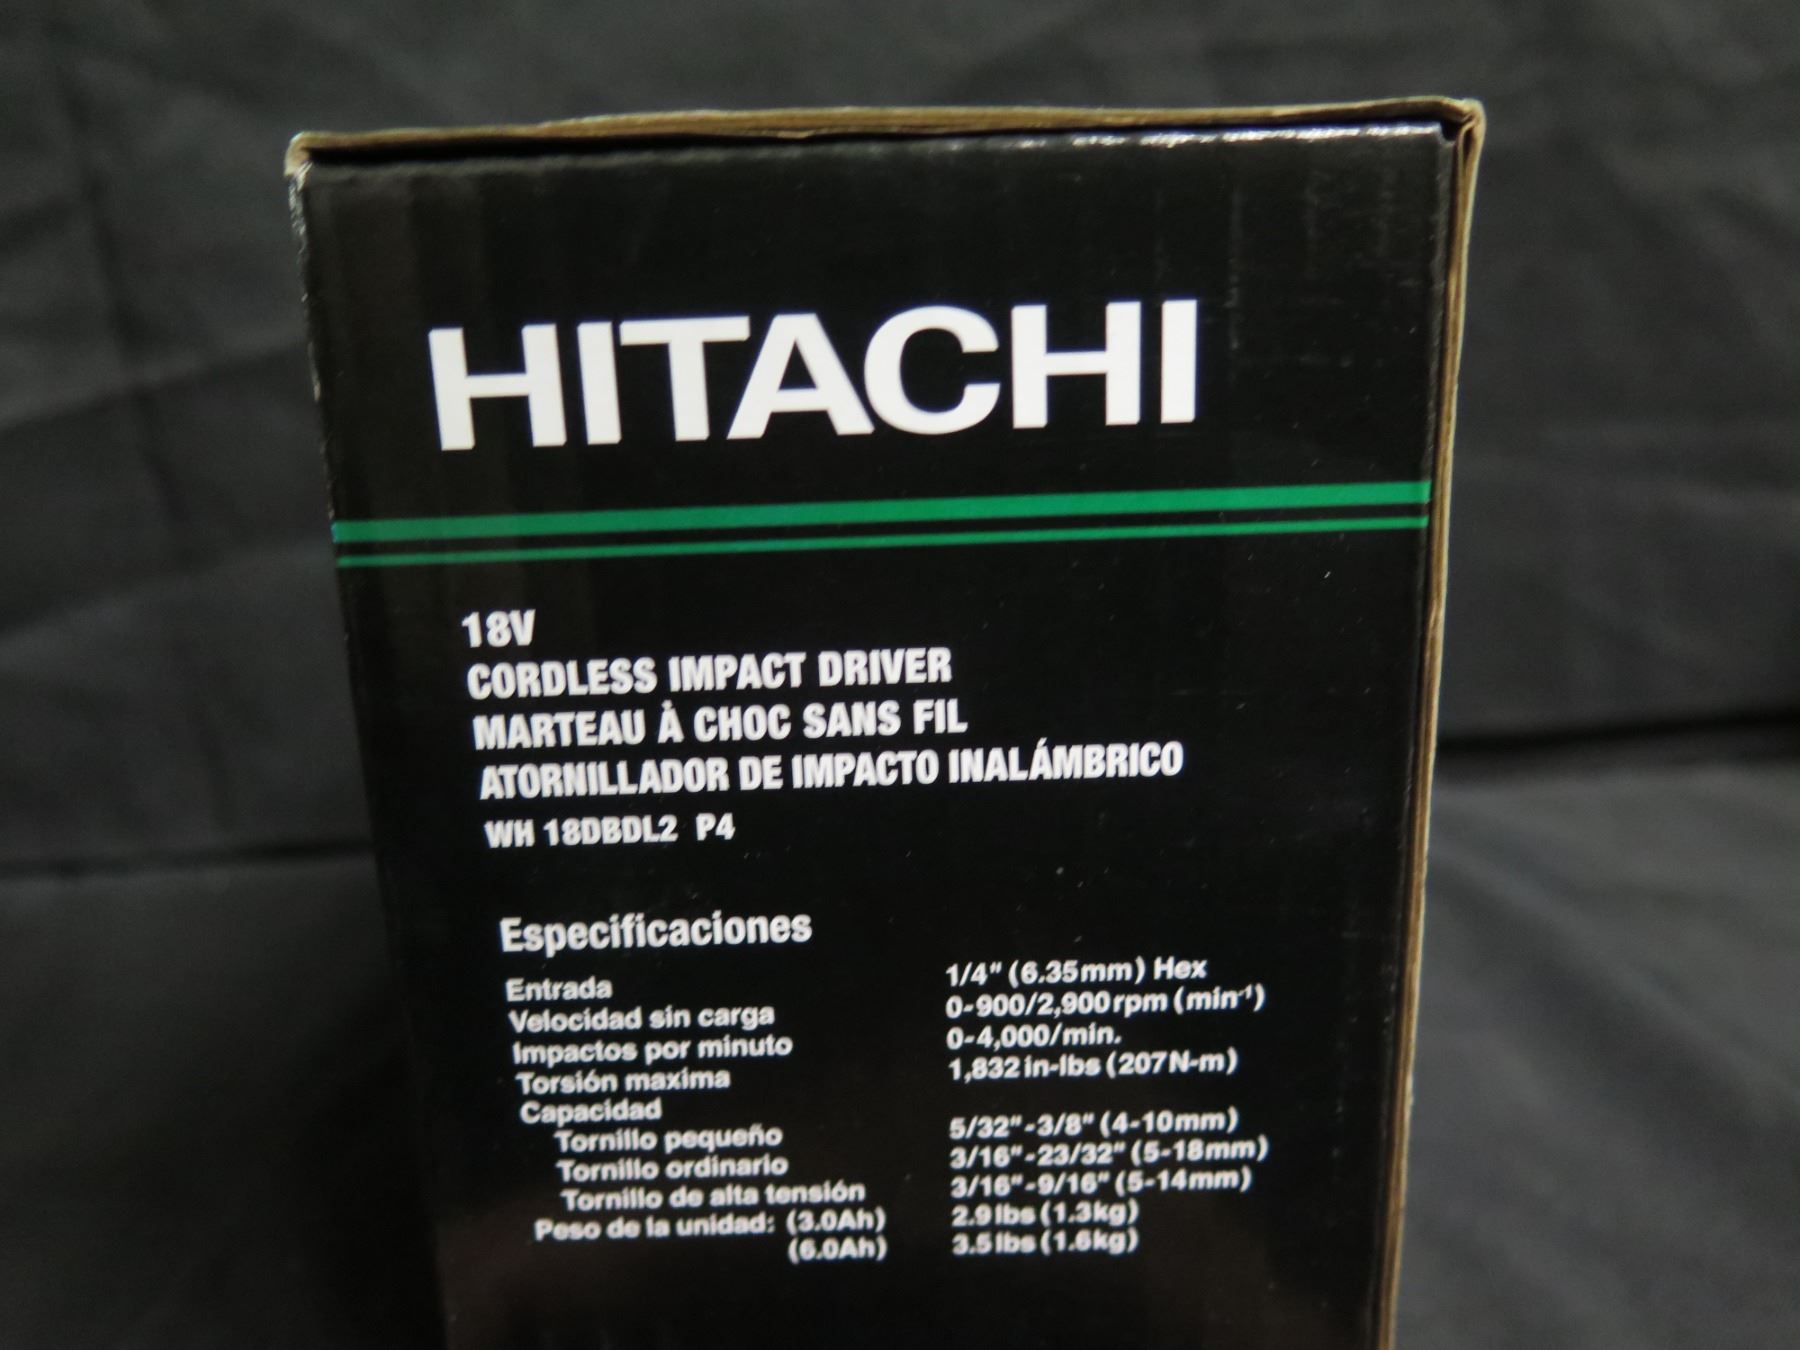 HITACHI
18V
CORDLESS IMPACT DRIVER
MARTEAU À CHOC SANS FIL
ATORNILLADOR DE IMPACTO INALÁMBRICO
WH 18DBDL2 P4
Especificaciones
Entrada 1/4" (6.35mm) Hex
Velocidad sin carga 0-900/2,900rpm (min⁻¹)
Impactos por minuto 0-4,000/min.
Torsión maxima 1,832 in-lbs (207 N-m)
Capacidad
Tornillo pequeño 5/32"-3/8" (4-10mm)
Tornillo ordinario 3/16"-23/32" (5-18mm)
Tornillo de alta tensión 3/16"-9/16" (5-14mm)
Peso de la unidad: (3.0Ah) 2.9 lbs (1.3kg)
(6.0Ah) 3.5 lbs (1.6kg)